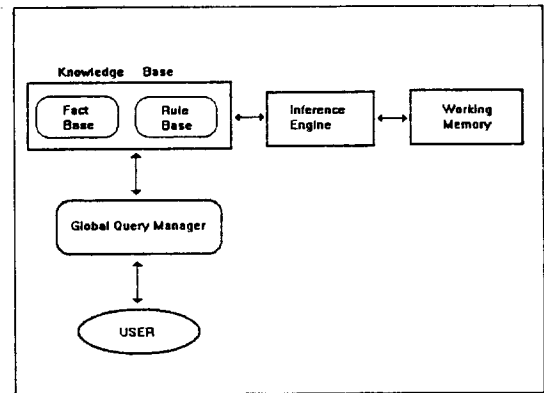 Knowledge Base
Fact
Base
Rule
Base
Inference
Engine
Working
Memory
Global Query Manager
USER